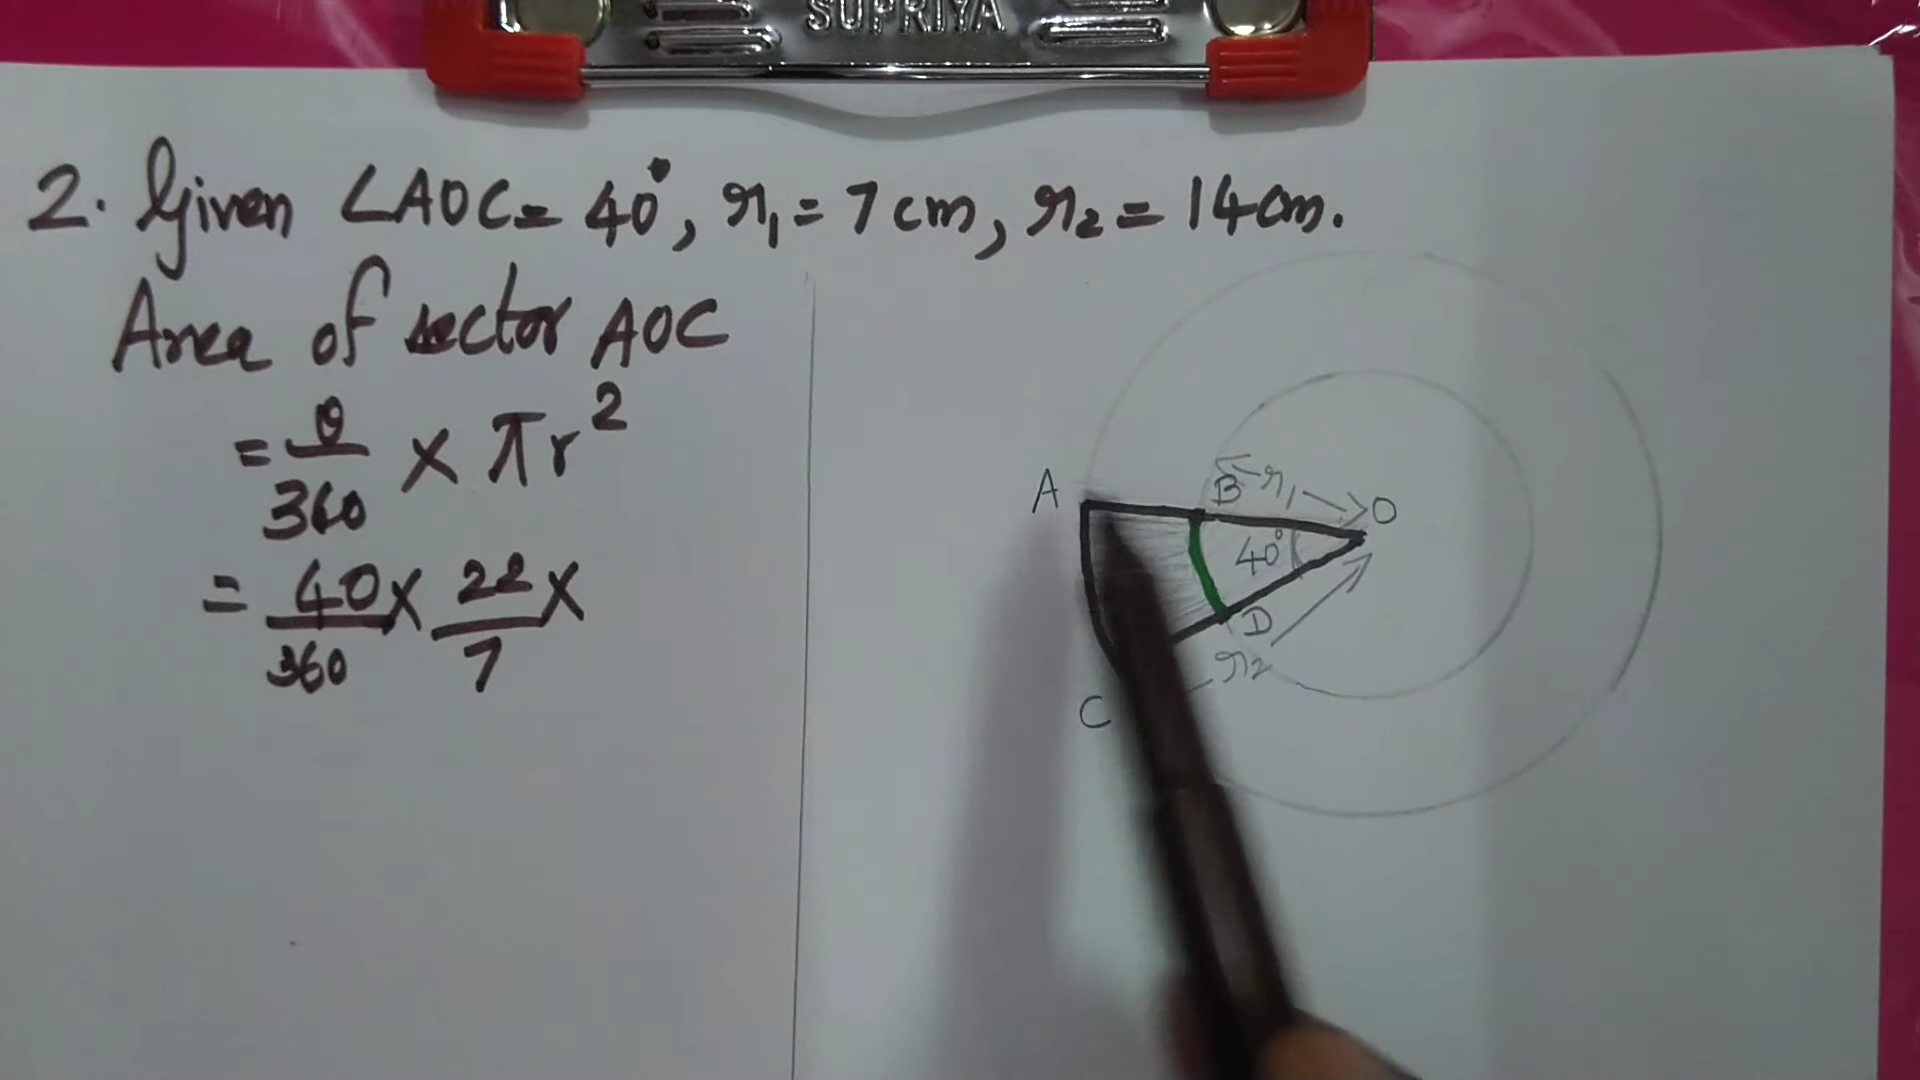 SUPRIYA
2. Given ∠AOC = 40°, r₁ = 7 cm, r₂ = 14 cm.
Area of sector AOC
= θ/360 × πr²
= 40/360 × 22/7 ×
A
B
r₁
O
40°
D
r₂
C